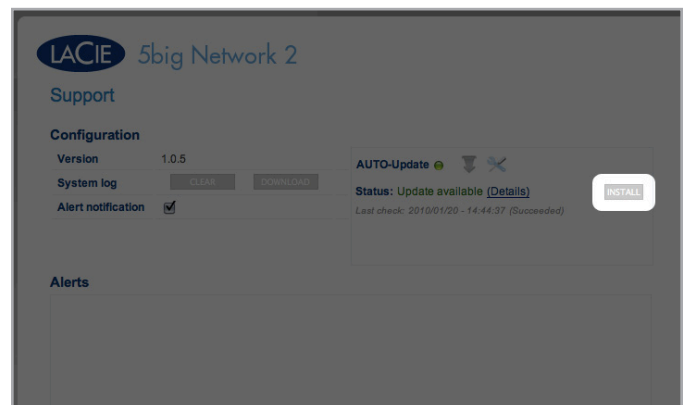 LACIE 5big Network 2
Support
Configuration
Version 1.0.5
System log CLEAR DOWNLOAD
Alert notification
AUTO-Update
Status: Update available (Details) INSTALL
Last check: 2010/01/20 - 14:44:37 (Succeeded)
Alerts